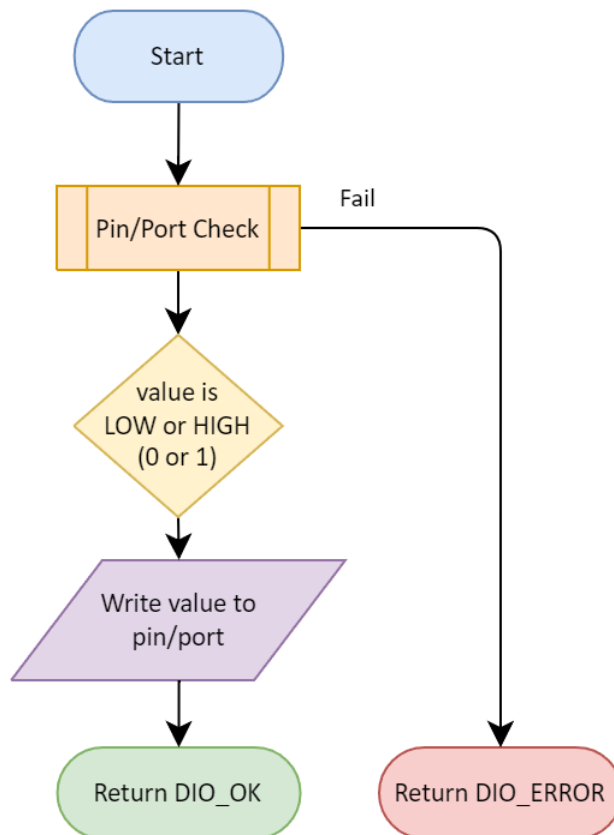 Start
Pin/Port Check
Fail
value is
LOW or HIGH
(0 or 1)
Write value to
pin/port
Return DIO_OK
Return DIO_ERROR